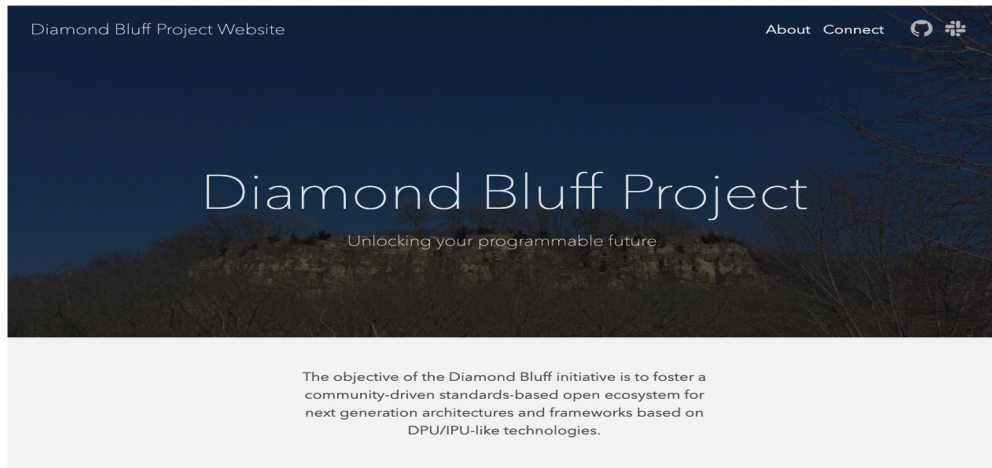 Diamond Bluff Project Website
About Connect
Diamond Bluff Project
Unlocking your programmable future.
The objective of the Diamond Bluff initiative is to foster a
community-driven standards-based open ecosystem for
next generation architectures and frameworks based on
DPU/IPU-like technologies.